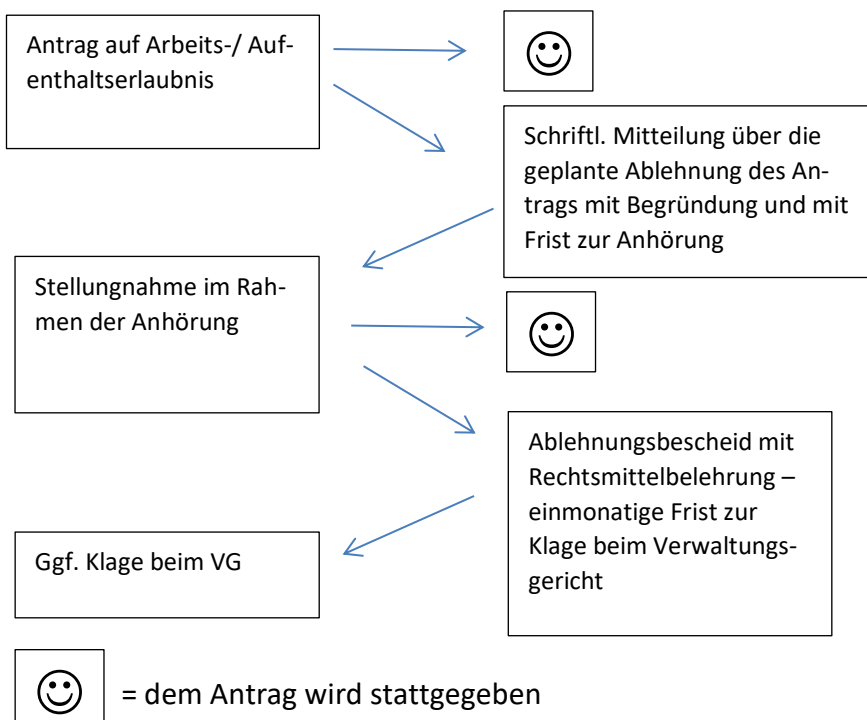 Antrag auf Arbeits-/ Auf-
enthaltserlaubnis
Schriftl. Mitteilung über die
geplante Ablehnung des An-
trags mit Begründung und mit
Frist zur Anhörung
Stellungnahme im Rah-
men der Anhörung
Ablehnungsbescheid mit
Rechtsmittelbelehrung –
einmonatige Frist zur
Klage beim Verwaltungs-
gericht
Ggf. Klage beim VG
= dem Antrag wird stattgegeben